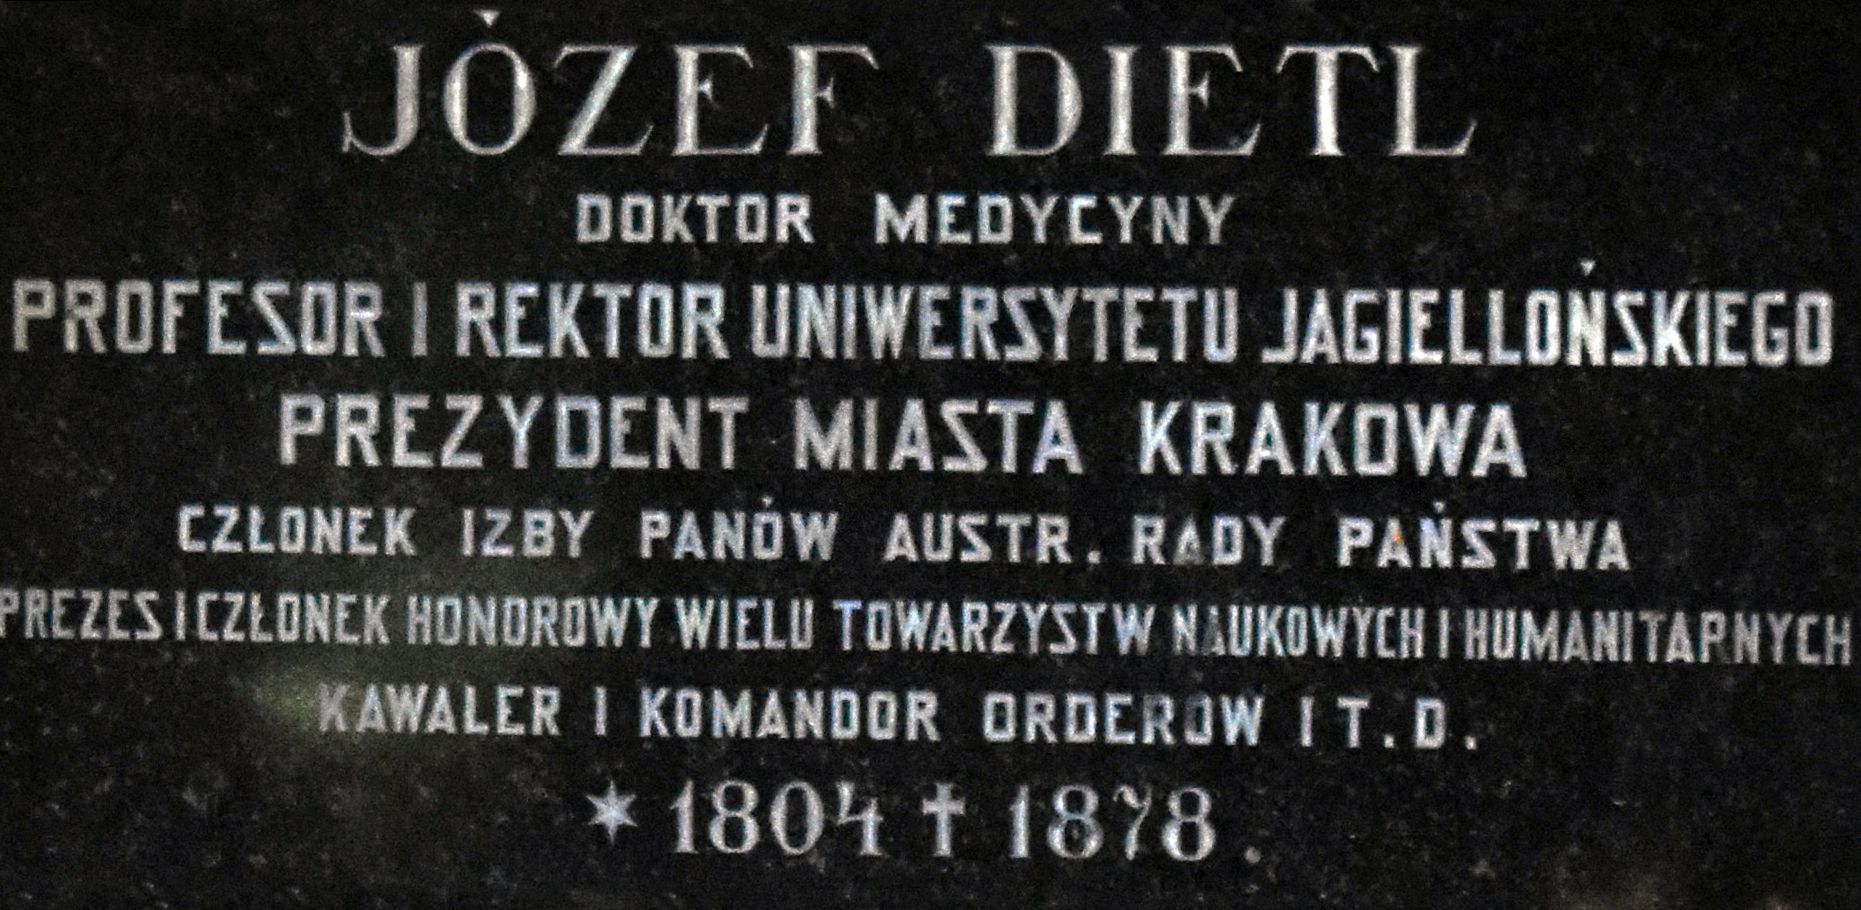 JÓZEF DIETL
DOKTOR MEDYCYNY
PROFESOR I REKTOR UNIWERSYTETU JAGIELLOŃSKIEGO
PREZYDENT MIASTA KRAKOWA
CZŁONEK IZBY PANÓW AUSTR. RADY PAŃSTWA
PREZES I CZŁONEK HONOROWY WIELU TOWARZYSTW NAUKOWYCH I HUMANITARNYCH
KAWALER I KOMANDOR ORDEROW I T. D.
✶ 1804 ✝ 1878.